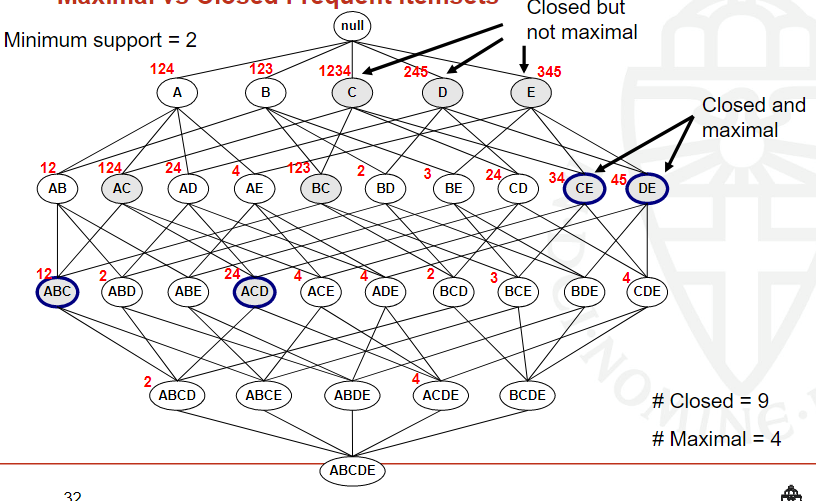 Maximal vs Closed Frequent Itemsets
Closed but
not maximal
null
Minimum support = 2
124 123 1234 245 345
A B C D E
Closed and
maximal
12 124 24 4 123 2 3 24 34 45
AB AC AD AE BC BD BE CD CE DE
12 2 24 4 4 2 3 4
ABC ABD ABE ACD ACE ADE BCD BCE BDE CDE
2 4
ABCD ABCE ABDE ACDE BCDE
# Closed = 9
# Maximal = 4
ABCDE
32